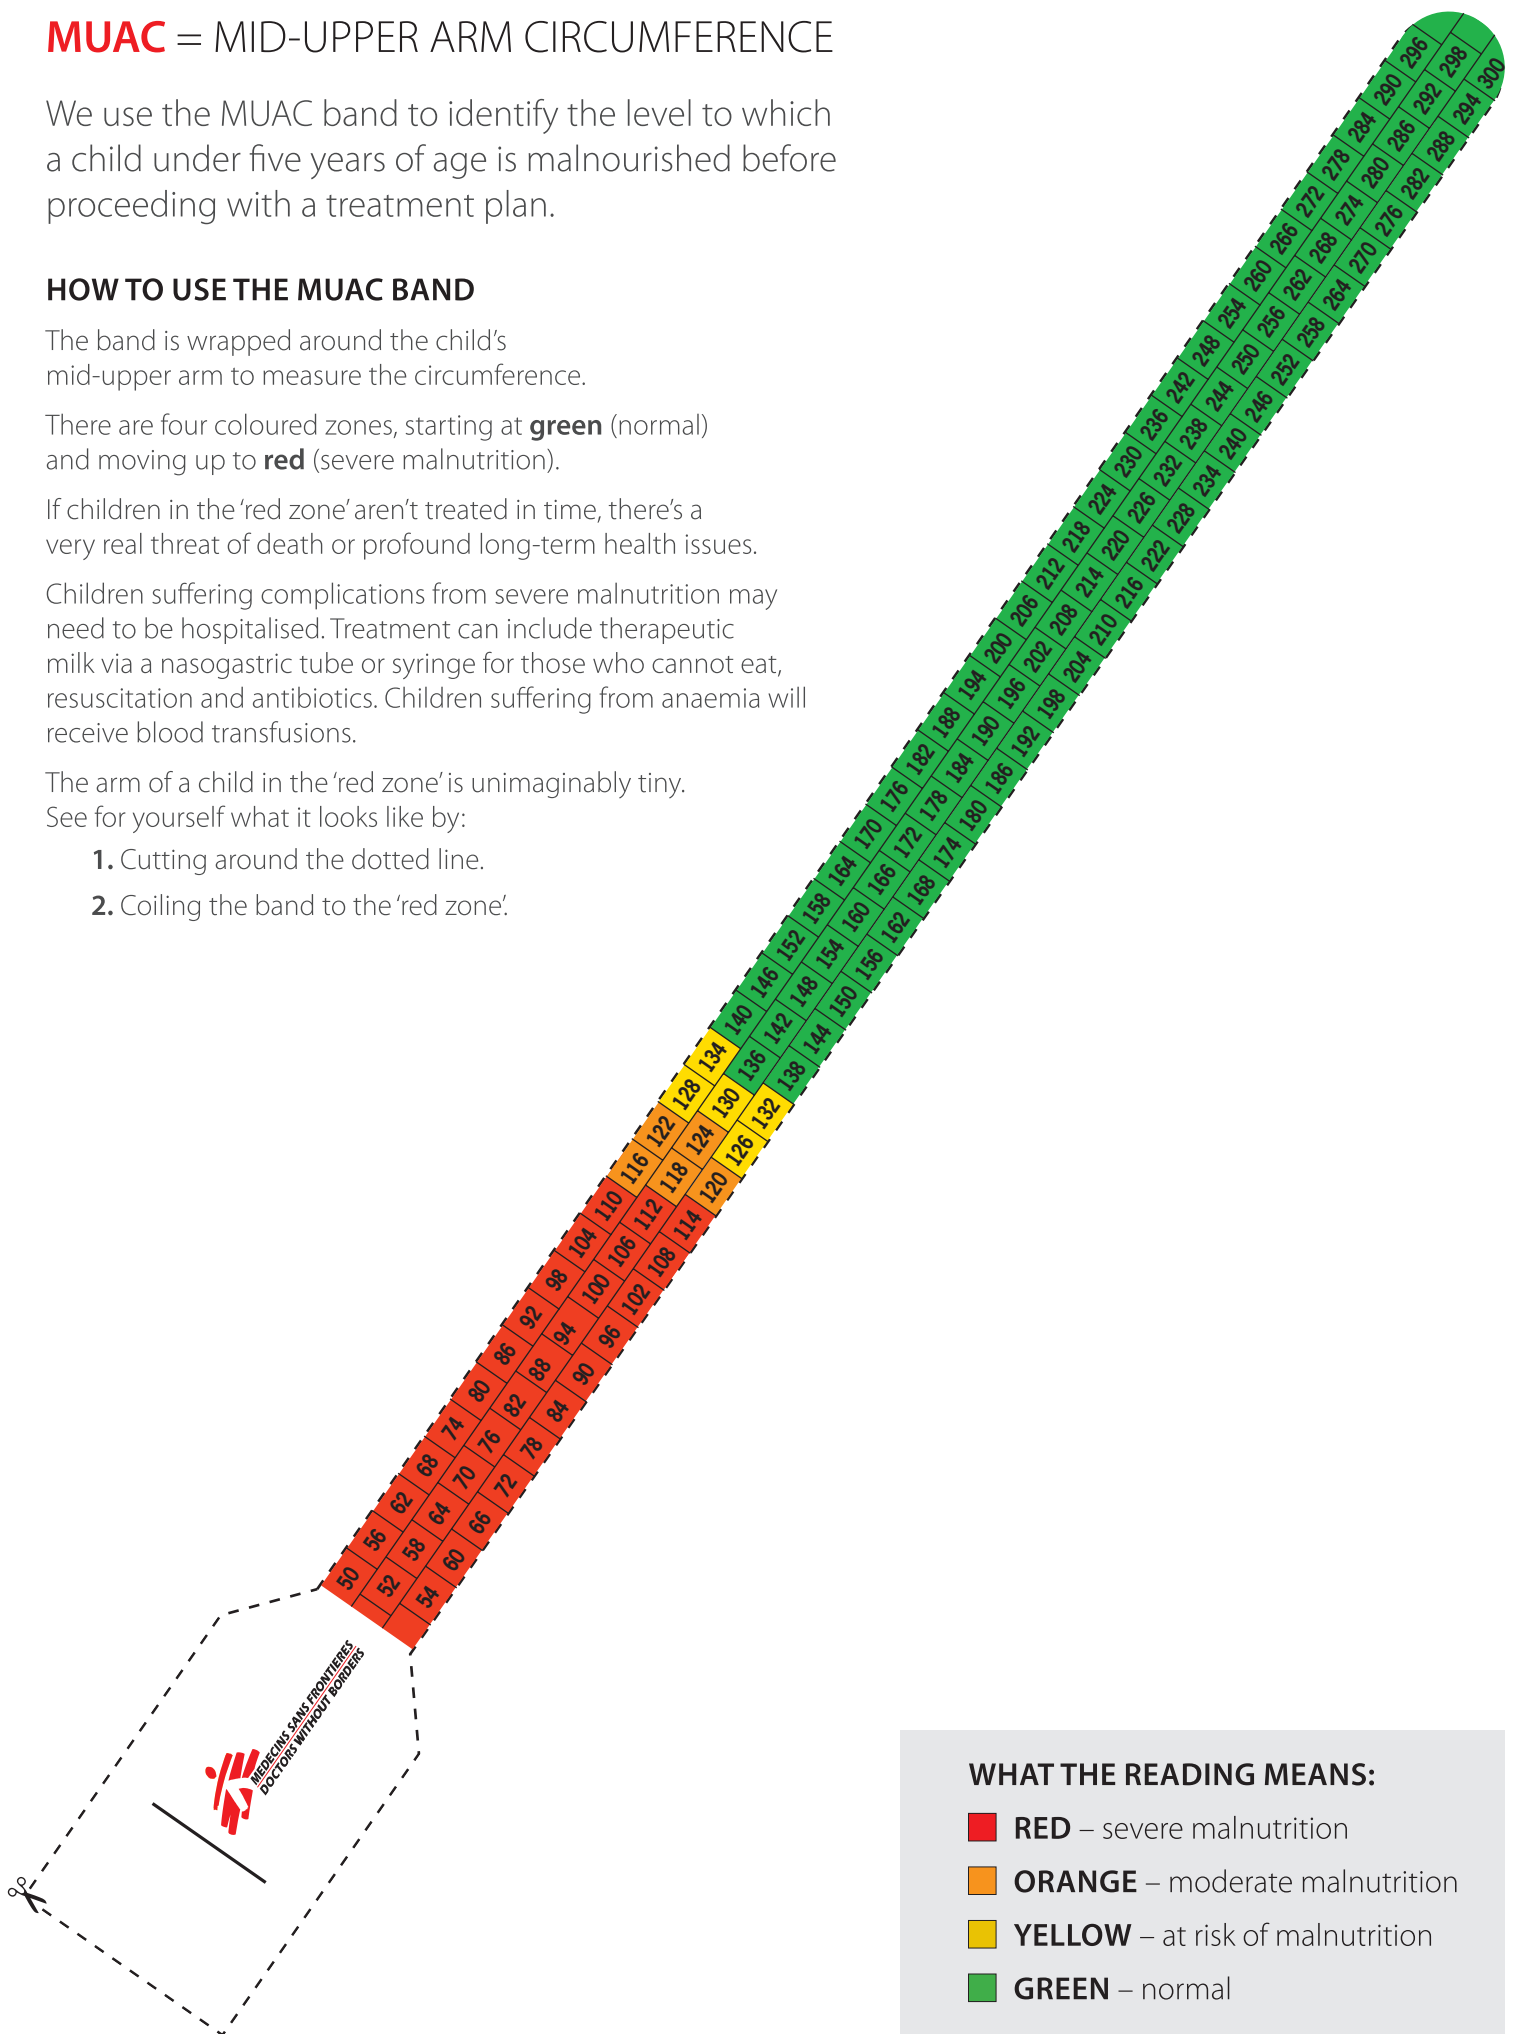 MUAC = MID-UPPER ARM CIRCUMFERENCE
We use the MUAC band to identify the level to which
a child under five years of age is malnourished before
proceeding with a treatment plan.
HOW TO USE THE MUAC BAND
The band is wrapped around the child’s
mid-upper arm to measure the circumference.
There are four coloured zones, starting at green (normal)
and moving up to red (severe malnutrition).
If children in the ‘red zone’ aren’t treated in time, there’s a
very real threat of death or profound long-term health issues.
Children suffering complications from severe malnutrition may
need to be hospitalised. Treatment can include therapeutic
milk via a nasogastric tube or syringe for those who cannot eat,
resuscitation and antibiotics. Children suffering from anaemia will
receive blood transfusions.
The arm of a child in the ‘red zone’ is unimaginably tiny.
See for yourself what it looks like by:
1. Cutting around the dotted line.
2. Coiling the band to the ‘red zone’.
50 56 62 68 74 80 86 92 98 104 110 116 122 128 134 140 146 152 158 164 170 176 182 188 194 200 206 212 218 224 230 236 242 248 254 260 266 272 278 284 290 296
52 58 64 70 76 82 88 94 100 106 112 118 124 130 136 142 148 154 160 166 172 178 184 190 196 202 208 214 220 226 232 238 244 250 256 262 268 274 280 286 292 298
54 60 66 72 78 84 90 96 102 108 114 120 126 132 138 144 150 156 162 168 174 180 186 192 198 204 210 216 222 228 234 240 246 252 258 264 270 276 282 288 294 300
MEDECINS SANS FRONTIERES
DOCTORS WITHOUT BORDERS
WHAT THE READING MEANS:
RED – severe malnutrition
ORANGE – moderate malnutrition
YELLOW – at risk of malnutrition
GREEN – normal